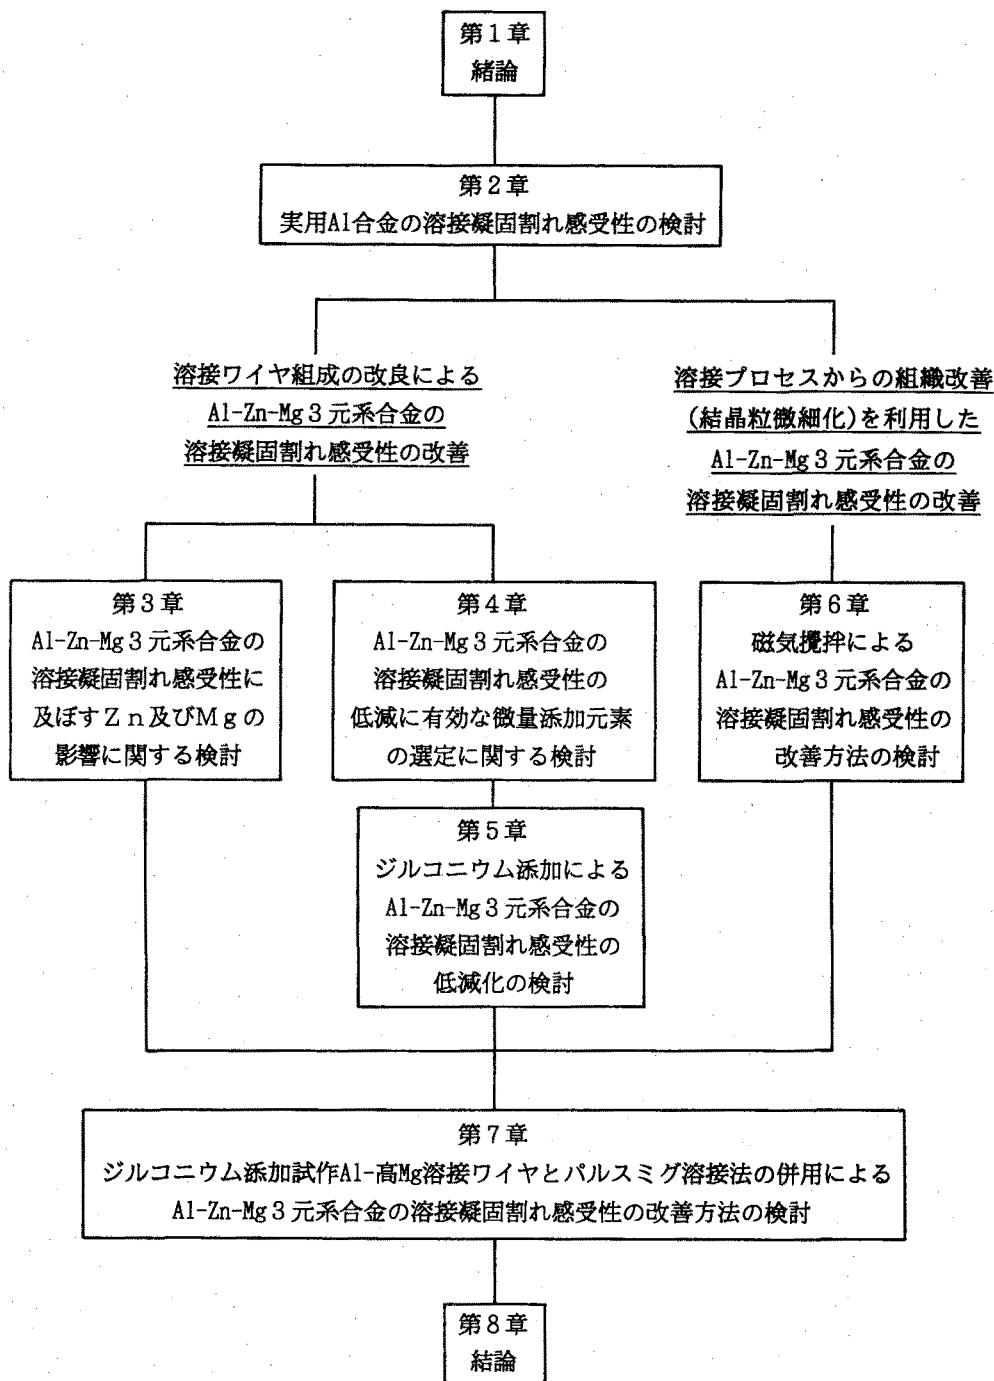 第１章
緒論
第２章
実用Al合金の溶接凝固割れ感受性の検討
溶接ワイヤ組成の改良による
Al-Zn-Mg３元系合金の
溶接凝固割れ感受性の改善
溶接プロセスからの組織改善
(結晶粒微細化)を利用した
Al-Zn-Mg３元系合金の
溶接凝固割れ感受性の改善
第３章
Al-Zn-Mg３元系合金の
溶接凝固割れ感受性に
及ぼすＺｎ及びＭｇの
影響に関する検討
第４章
Al-Zn-Mg３元系合金の
溶接凝固割れ感受性の
低減に有効な微量添加元素
の選定に関する検討
第６章
磁気攪拌による
Al-Zn-Mg３元系合金の
溶接凝固割れ感受性の
改善方法の検討
第５章
ジルコニウム添加による
Al-Zn-Mg３元系合金の
溶接凝固割れ感受性の
低減化の検討
第７章
ジルコニウム添加試作Al-高Mg溶接ワイヤとパルスミグ溶接法の併用による
Al-Zn-Mg３元系合金の溶接凝固割れ感受性の改善方法の検討
第８章
結論